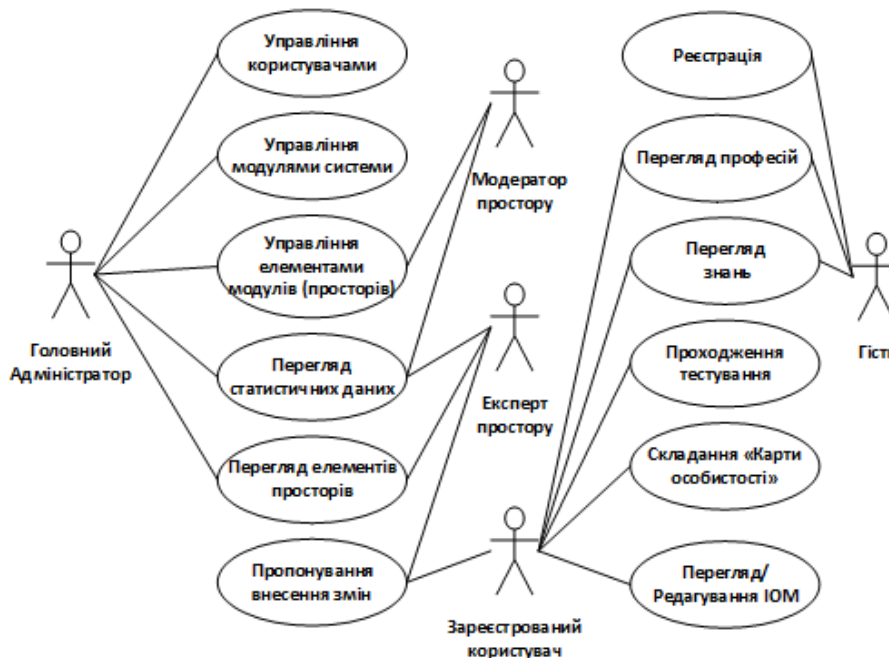 Управління
користувачами
Управління
модулями системи
Управління
елементами
модулів (просторів)
Перегляд
статистичних даних
Перегляд елементів
просторів
Пропонування
внесення змін
Головний
Адміністратор
Модератор
простору
Експерт
простору
Зареєстрований
користувач
Реєстрація
Перегляд професій
Перегляд
знань
Проходження
тестування
Складання «Карти
особистості»
Перегляд/
Редагування ІОМ
Гість